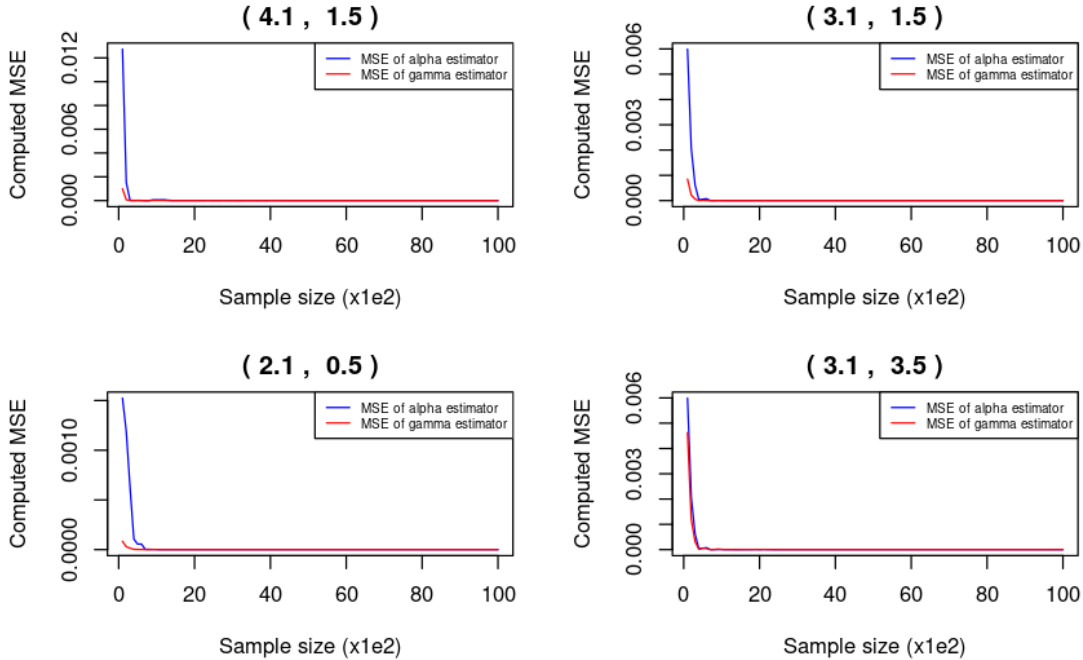 ( 4.1 , 1.5 )
Computed MSE
0.012
0.006
0.000
MSE of alpha estimator
MSE of gamma estimator
0 20 40 60 80 100
Sample size (x1e2)
( 3.1 , 1.5 )
Computed MSE
0.006
0.003
0.000
MSE of alpha estimator
MSE of gamma estimator
0 20 40 60 80 100
Sample size (x1e2)
( 2.1 , 0.5 )
Computed MSE
0.0010
0.0000
MSE of alpha estimator
MSE of gamma estimator
0 20 40 60 80 100
Sample size (x1e2)
( 3.1 , 3.5 )
Computed MSE
0.006
0.003
0.000
MSE of alpha estimator
MSE of gamma estimator
0 20 40 60 80 100
Sample size (x1e2)